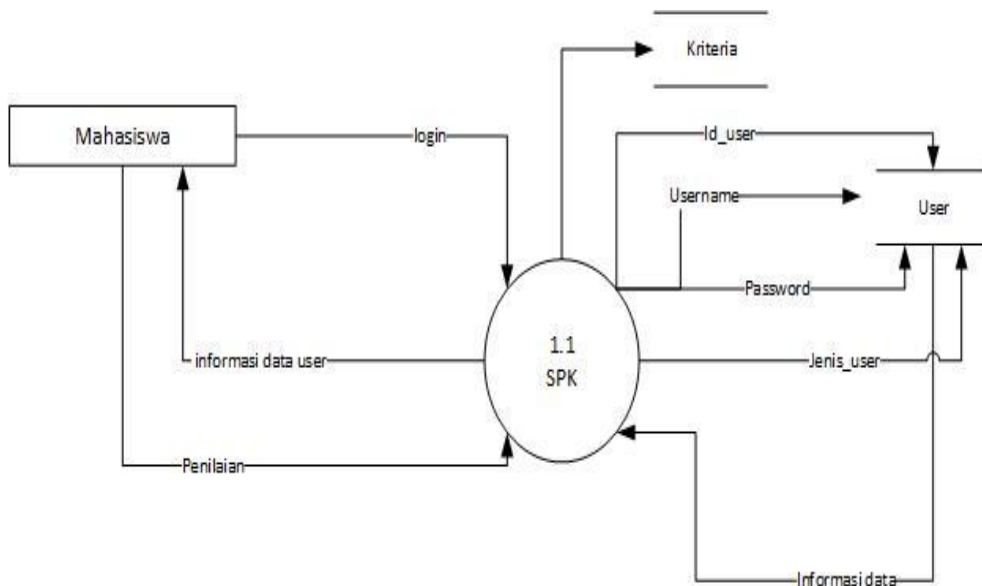 Kriteria
Mahasiswa
login
Id_user
Username
User
Password
informasi data user
1.1
SPK
Jenis_user
Penilaian
Informasi data